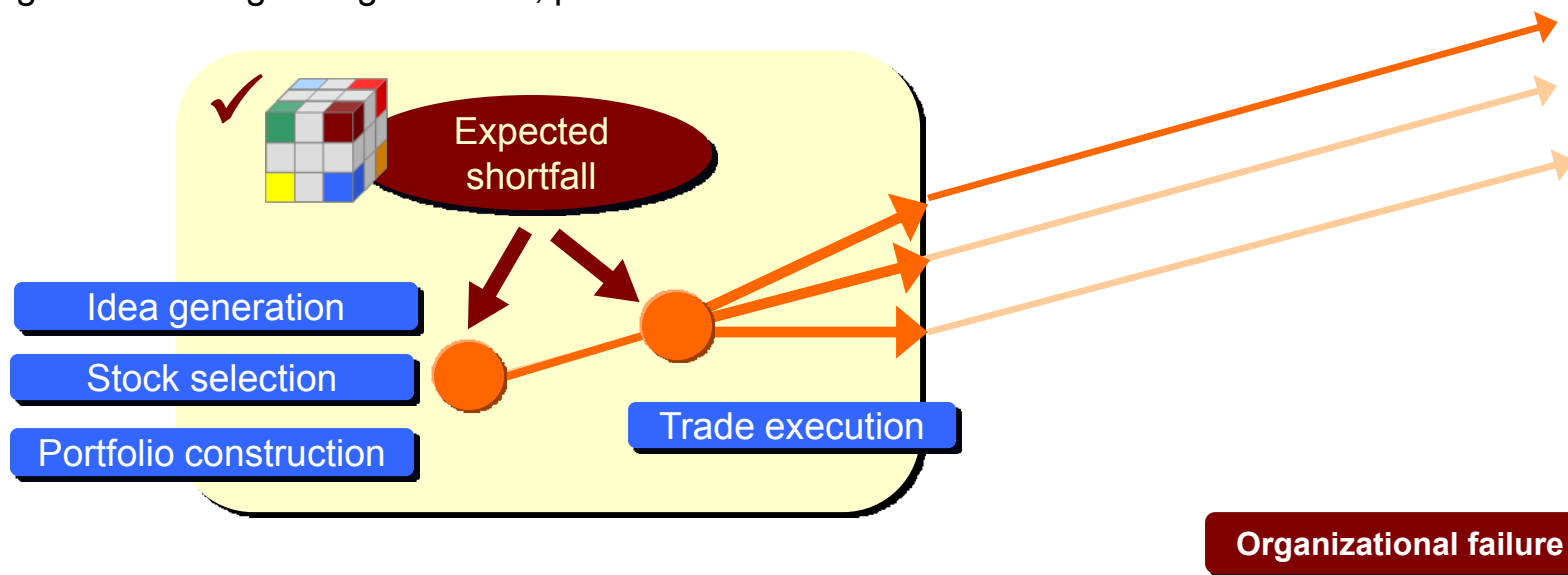 Expected
shortfall
Idea generation
Stock selection
Portfolio construction
Trade execution
Organizational failure